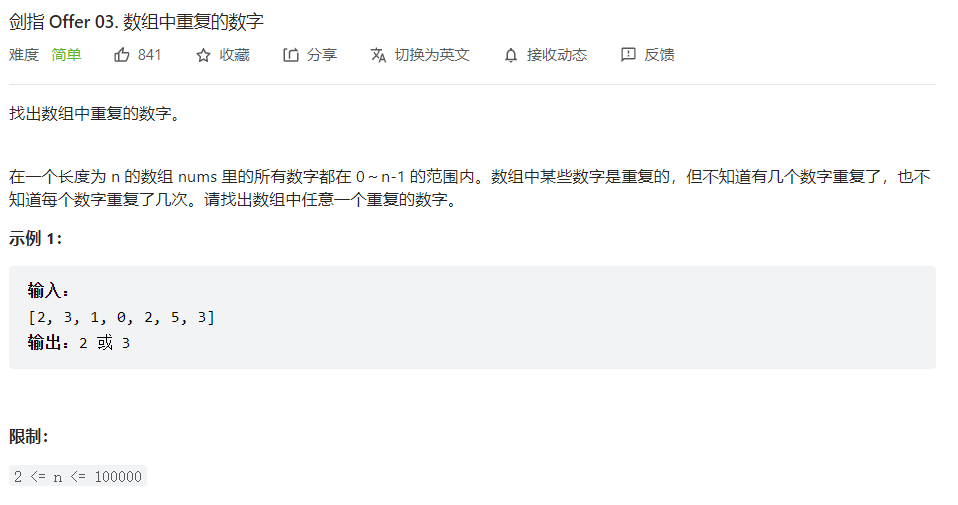 剑指 Offer 03. 数组中重复的数字
难度 简单 841 收藏 分享 切换为英文 接收动态 反馈
找出数组中重复的数字。
在一个长度为 n 的数组 nums 里的所有数字都在 0～n-1 的范围内。数组中某些数字是重复的，但不知道有几个数字重复了，也不
知道每个数字重复了几次。请找出数组中任意一个重复的数字。
示例 1：
输入：
[2, 3, 1, 0, 2, 5, 3]
输出：2 或 3
限制：
2 <= n <= 100000